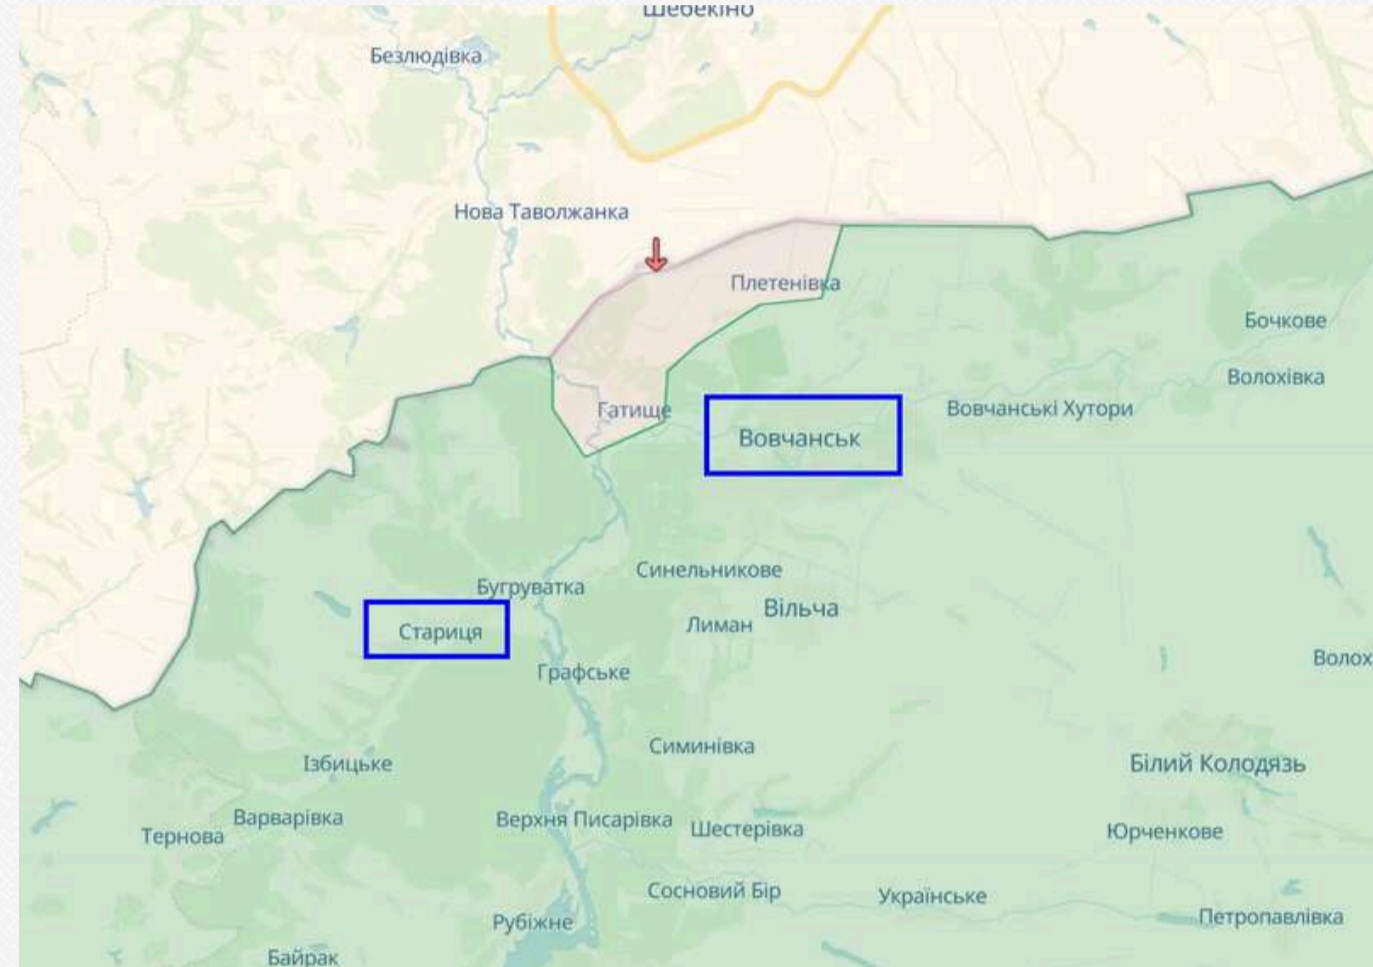 Шебекіно
Безлюдівка
Нова Таволжанка
Плетенівка
Бочкове
Волохівка
Гатище
Вовчанські Хутори
Вовчанськ
Синельникове
Бугруватка
Вільча
Лиман
Стариця
Волох
Графське
Симинівка
Ізбицьке
Білий Колодязь
Варварівка
Верхня Писарівка
Шестерівка
Юрченкове
Тернова
Сосновий Бір
Українське
Петропавлівка
Рубіжне
Байрак